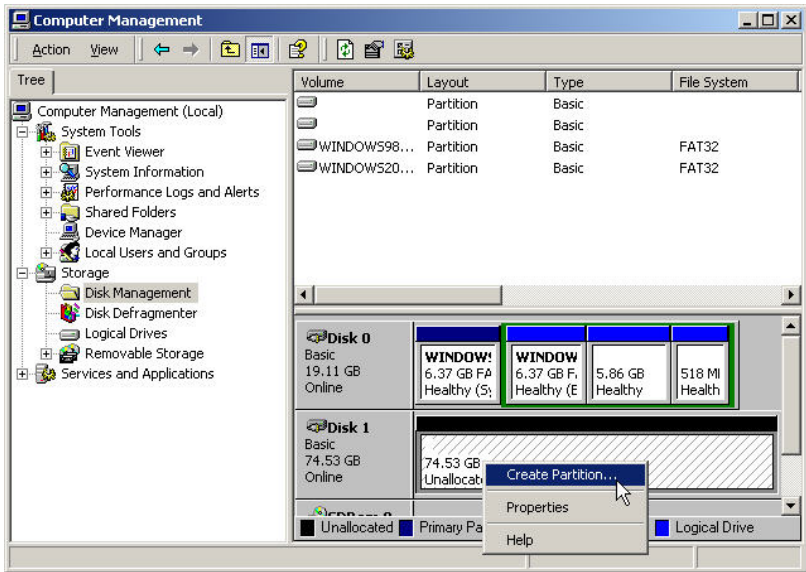 Computer Management
Action View
Tree
Computer Management (Local)
System Tools
Event Viewer
System Information
Performance Logs and Alerts
Shared Folders
Device Manager
Local Users and Groups
Storage
Disk Management
Disk Defragmenter
Logical Drives
Removable Storage
Services and Applications
Volume Layout Type File System
Partition Basic
Partition Basic
WINDOWS98... Partition Basic FAT32
WINDOWS20... Partition Basic FAT32
Disk 0
Basic
19.11 GB
Online
WINDOW
6.37 GB FA
Healthy (Sy
WINDOW
6.37 GB F
Healthy (E
5.86 GB
Healthy
518 M
Health
Disk 1
Basic
74.53 GB
Online
74.53 GB
Unallocat
Create Partition...
Properties
Help
Unallocated Primary Pa Logical Drive